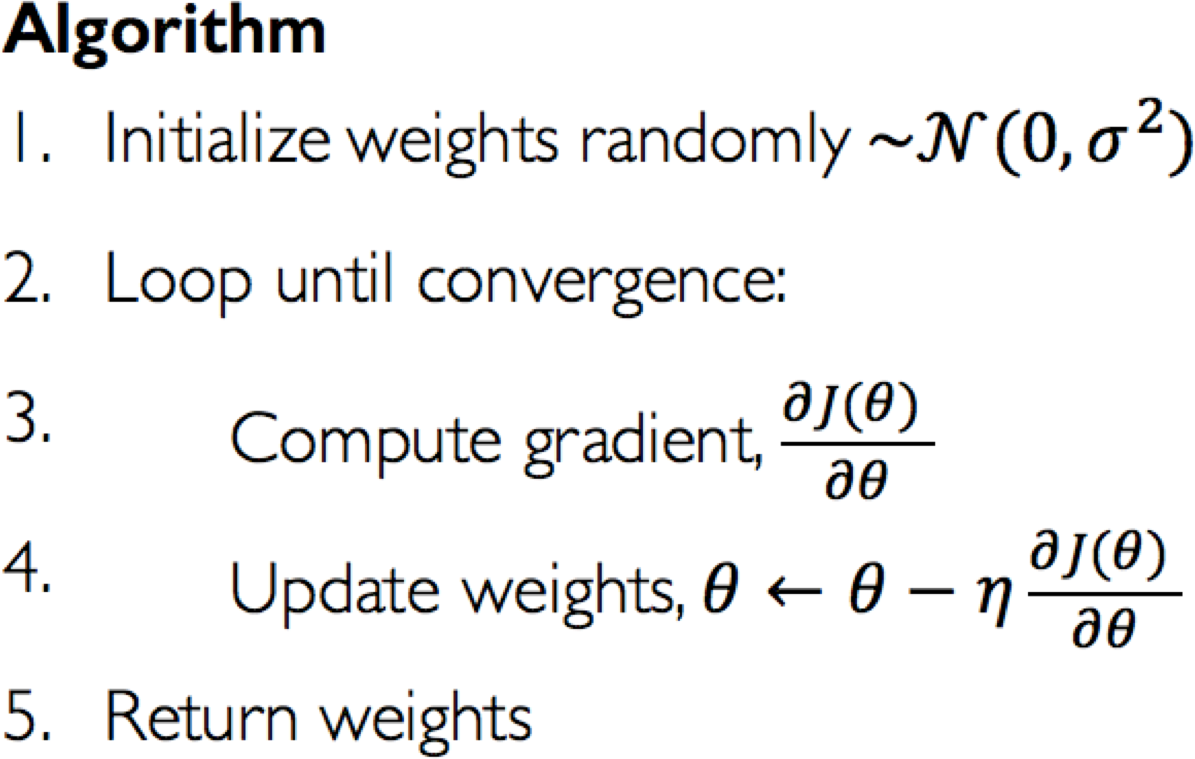 Algorithm
1. Initialize weights randomly ~𝒩(0, σ²)
2. Loop until convergence:
3. Compute gradient, ∂J(θ)/∂θ
4. Update weights, θ ← θ − η ∂J(θ)/∂θ
5. Return weights